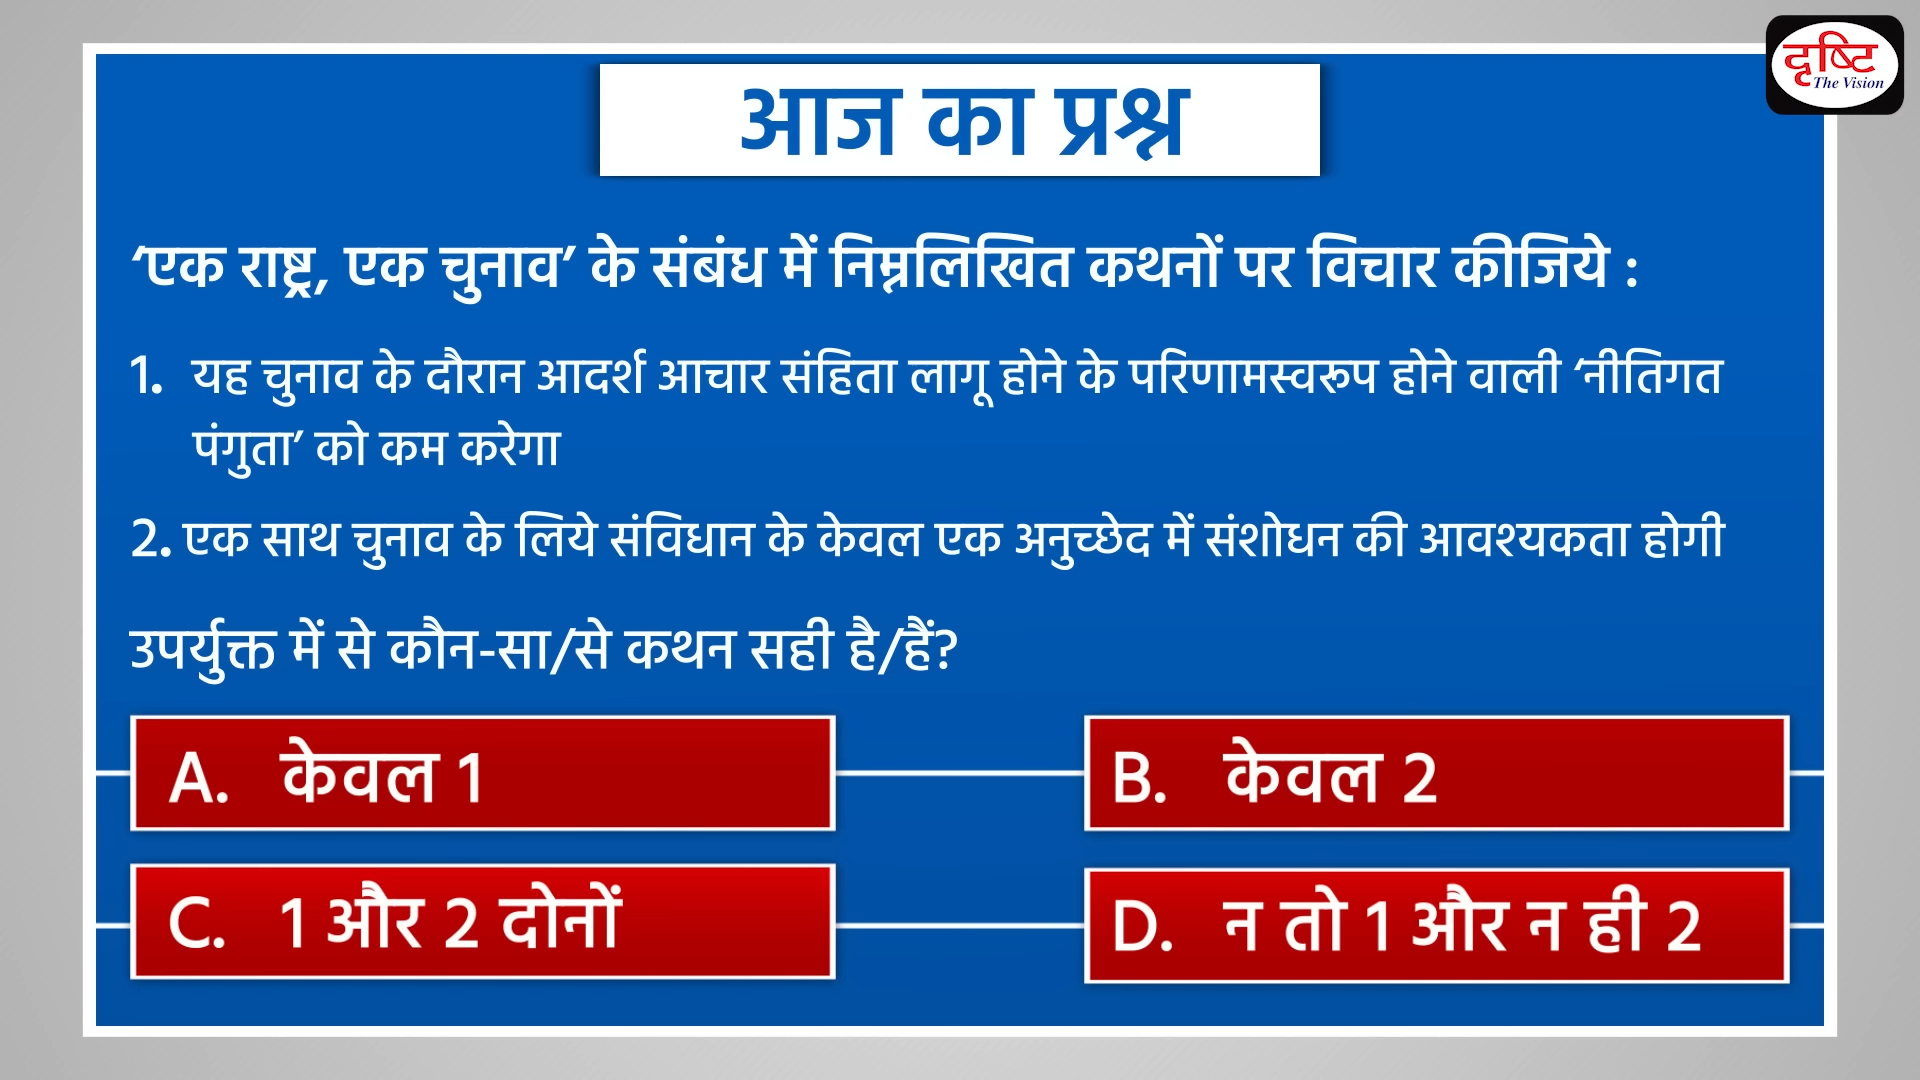 दृष्टि
The Vision
आज का प्रश्न
‘एक राष्ट्र, एक चुनाव’ के संबंध में निम्नलिखित कथनों पर विचार कीजिये :
1. यह चुनाव के दौरान आदर्श आचार संहिता लागू होने के परिणामस्वरूप होने वाली ‘नीतिगत
पंगुता’ को कम करेगा
2. एक साथ चुनाव के लिये संविधान के केवल एक अनुच्छेद में संशोधन की आवश्यकता होगी
उपर्युक्त में से कौन-सा/से कथन सही है/हैं?
A. केवल 1
B. केवल 2
C. 1 और 2 दोनों
D. न तो 1 और न ही 2